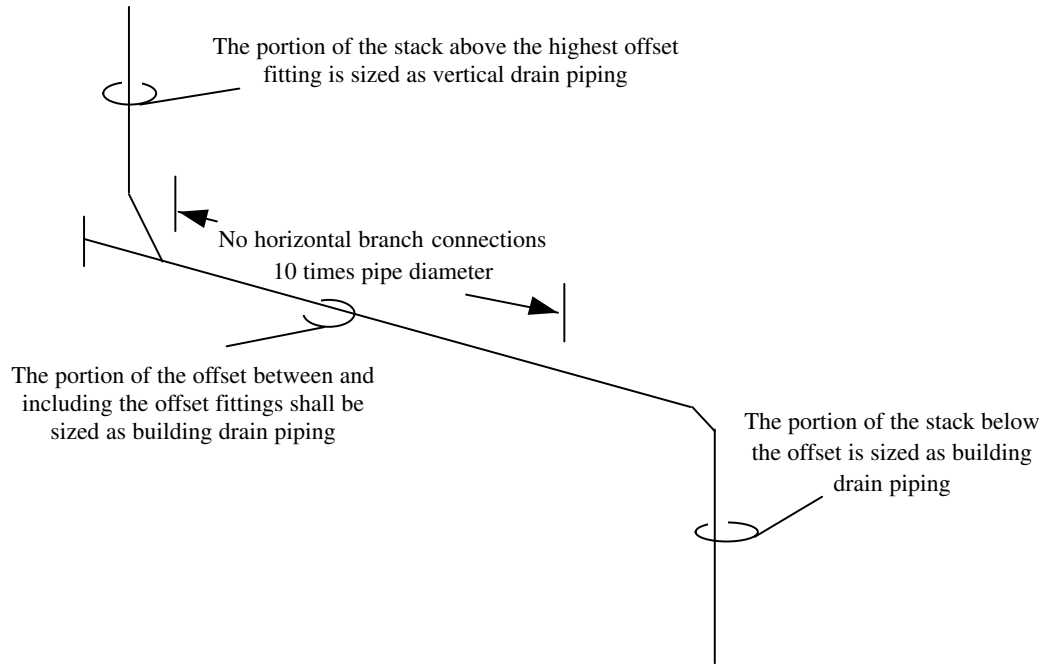 The portion of the stack above the highest offset
fitting is sized as vertical drain piping
No horizontal branch connections
10 times pipe diameter
The portion of the offset between and
including the offset fittings shall be
sized as building drain piping
The portion of the stack below
the offset is sized as building
drain piping